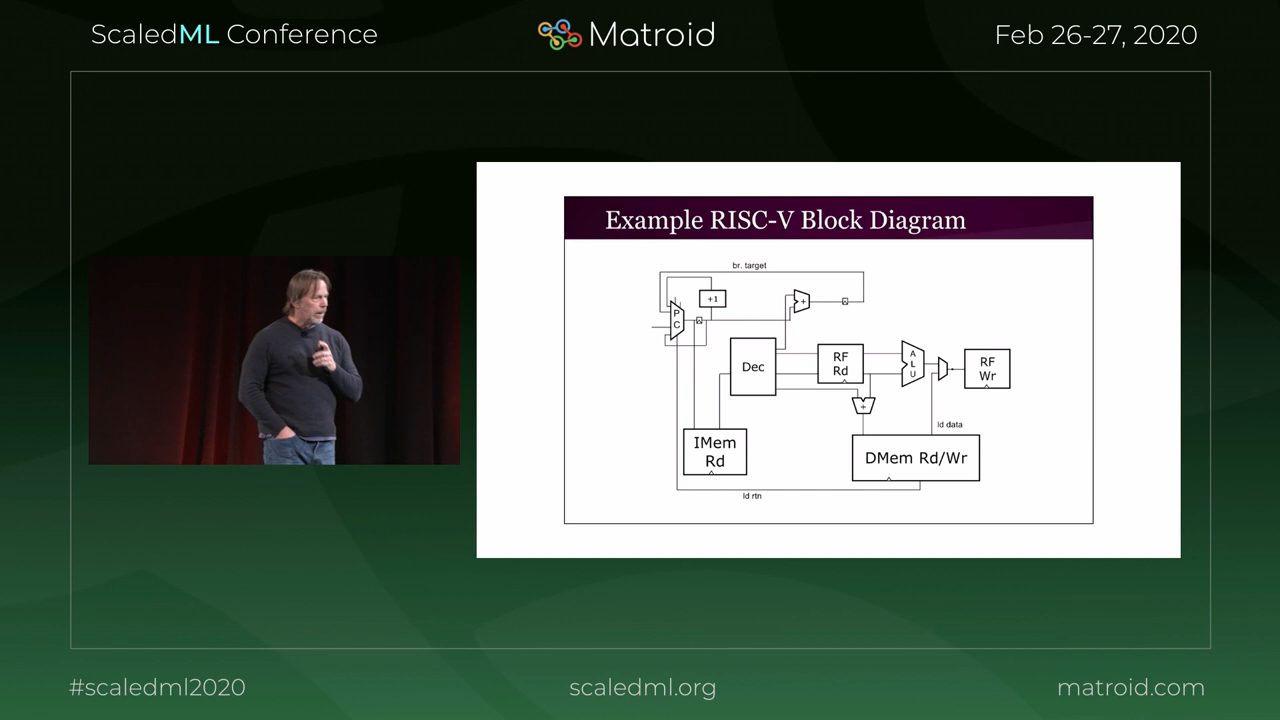 ScaledML Conference
Matroid
Feb 26-27, 2020
Example RISC-V Block Diagram
br. target
+1
P
C
+
Dec
RF
Rd
A
L
U
RF
Wr
+
ld data
IMem
Rd
DMem Rd/Wr
ld rtn
#scaledml2020
scaledml.org
matroid.com